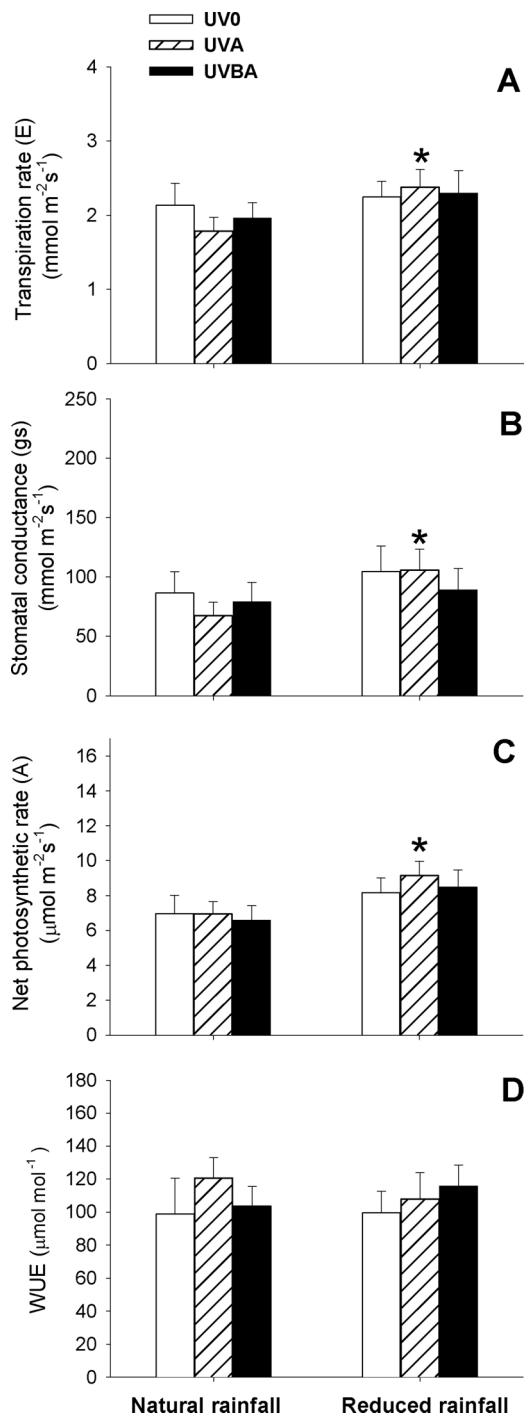 UV0
UVA
UVBA
A
Transpiration rate (E)
(mmol m⁻²s⁻¹)
4
3
2
1
0
*
B
Stomatal conductance (gs)
(mmol m⁻²s⁻¹)
250
200
150
100
50
0
*
C
Net photosynthetic rate (A)
(μmol m⁻²s⁻¹)
16
14
12
10
8
6
4
2
0
*
D
WUE (μmol mol⁻¹)
180
160
140
120
100
80
60
40
20
0
Natural rainfall
Reduced rainfall